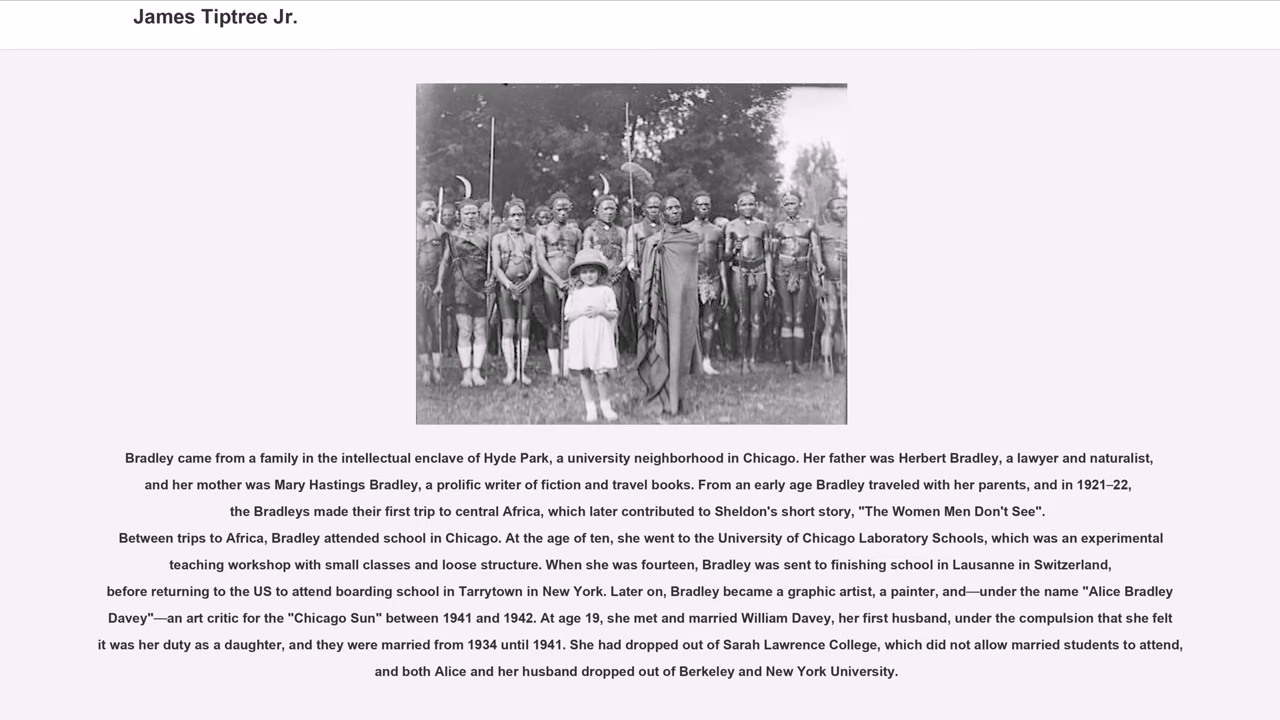 James Tiptree Jr.
Bradley came from a family in the intellectual enclave of Hyde Park, a university neighborhood in Chicago. Her father was Herbert Bradley, a lawyer and naturalist,
and her mother was Mary Hastings Bradley, a prolific writer of fiction and travel books. From an early age Bradley traveled with her parents, and in 1921–22,
the Bradleys made their first trip to central Africa, which later contributed to Sheldon's short story, "The Women Men Don't See".
Between trips to Africa, Bradley attended school in Chicago. At the age of ten, she went to the University of Chicago Laboratory Schools, which was an experimental
teaching workshop with small classes and loose structure. When she was fourteen, Bradley was sent to finishing school in Lausanne in Switzerland,
before returning to the US to attend boarding school in Tarrytown in New York. Later on, Bradley became a graphic artist, a painter, and—under the name "Alice Bradley
Davey"—an art critic for the "Chicago Sun" between 1941 and 1942. At age 19, she met and married William Davey, her first husband, under the compulsion that she felt
it was her duty as a daughter, and they were married from 1934 until 1941. She had dropped out of Sarah Lawrence College, which did not allow married students to attend,
and both Alice and her husband dropped out of Berkeley and New York University.